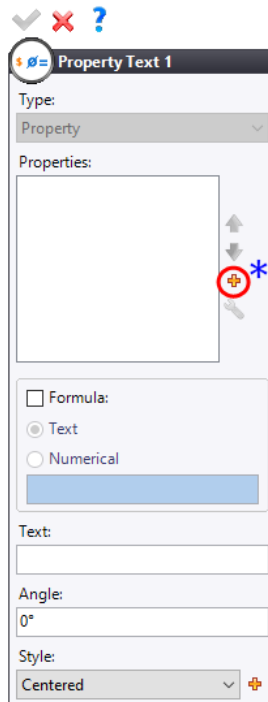 ?
$ ø= Property Text 1
Type:
Property
Properties:
*
Formula:
Text
Numerical
Text:
Angle:
0°
Style:
Centered